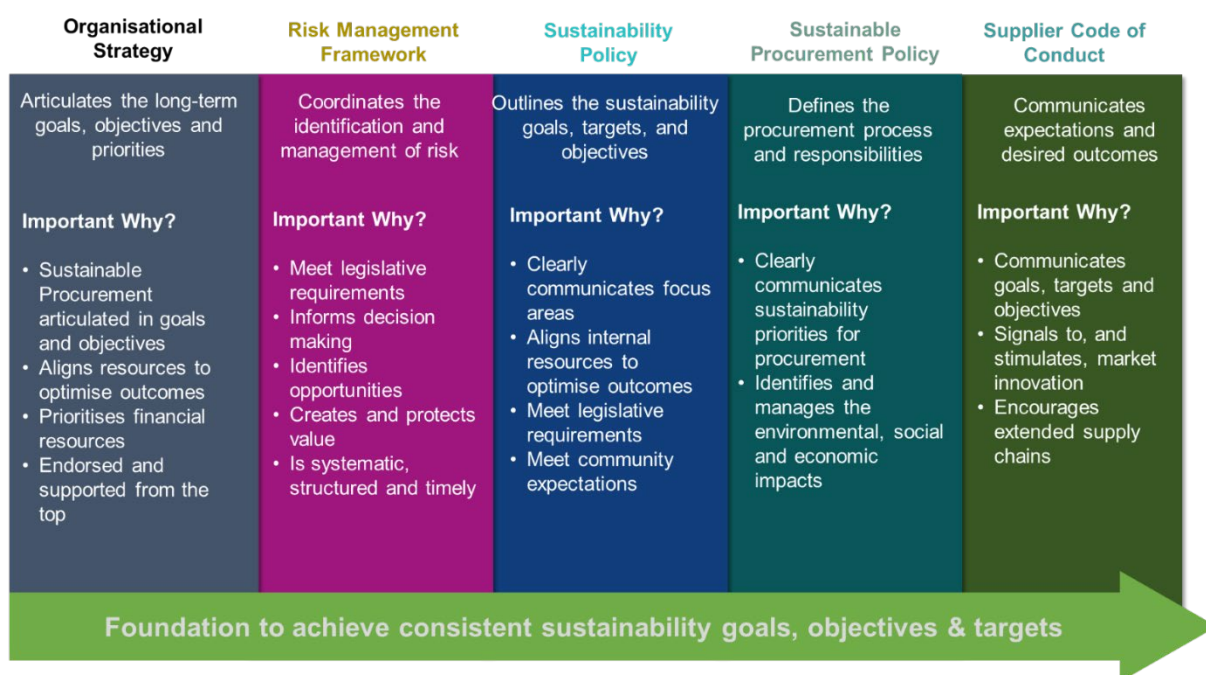 Organisational
Strategy
Articulates the long-term
goals, objectives and
priorities
Important Why?
• Sustainable
Procurement
articulated in goals
and objectives
• Aligns resources to
optimise outcomes
• Prioritises financial
resources
• Endorsed and
supported from the
top
Risk Management
Framework
Coordinates the
identification and
management of risk
Important Why?
• Meet legislative
requirements
• Informs decision
making
• Identifies
opportunities
• Creates and protects
value
• Is systematic,
structured and timely
Sustainability
Policy
Outlines the sustainability
goals, targets, and
objectives
Important Why?
• Clearly
communicates focus
areas
• Aligns internal
resources to
optimise outcomes
• Meet legislative
requirements
• Meet community
expectations
Sustainable
Procurement Policy
Defines the
procurement process
and responsibilities
Important Why?
• Clearly
communicates
sustainability
priorities for
procurement
• Identifies and
manages the
environmental, social
and economic
impacts
Supplier Code of
Conduct
Communicates
expectations and
desired outcomes
Important Why?
• Communicates
goals, targets and
objectives
• Signals to, and
stimulates, market
innovation
• Encourages
extended supply
chains
Foundation to achieve consistent sustainability goals, objectives & targets